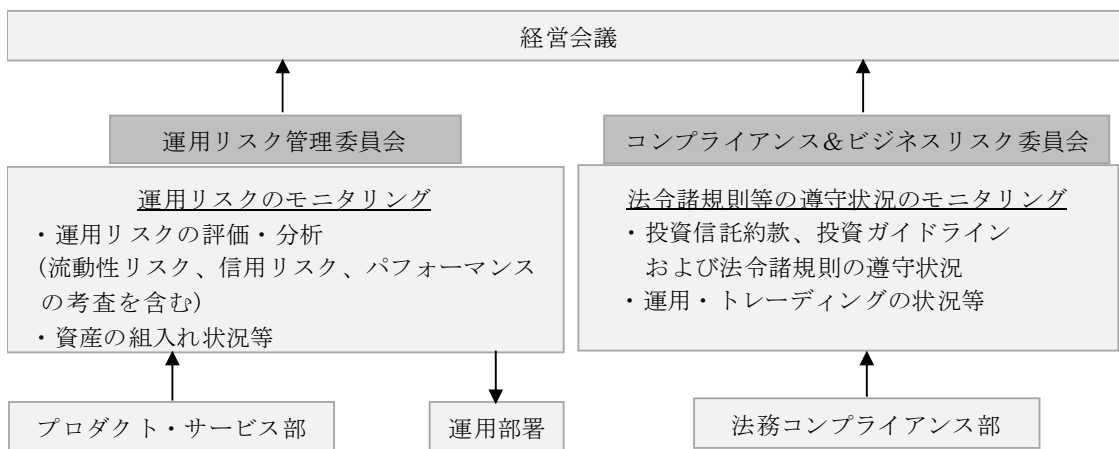 経営会議
運用リスク管理委員会
運用リスクのモニタリング
・運用リスクの評価・分析
(流動性リスク、信用リスク、パフォーマンス
の考査を含む)
・資産の組入れ状況等
コンプライアンス&ビジネスリスク委員会
法令諸規則等の遵守状況のモニタリング
・投資信託約款、投資ガイドライン
および法令諸規則の遵守状況
・運用・トレーディングの状況等
プロダクト・サービス部
運用部署
法務コンプライアンス部